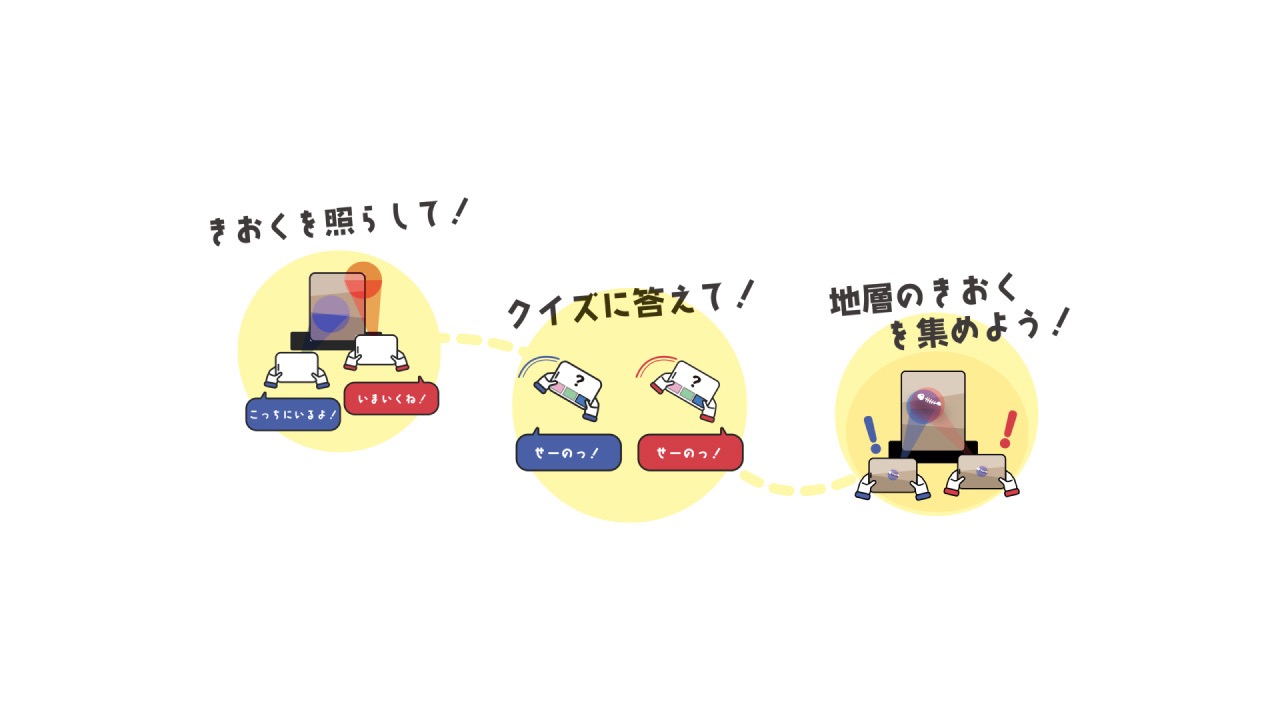 きおくを照らして！
こっちにいるよ！
いまいくね！
クイズに答えて！
?
?
せーのっ！
せーのっ！
地層のきおく
を集めよう！
!
!